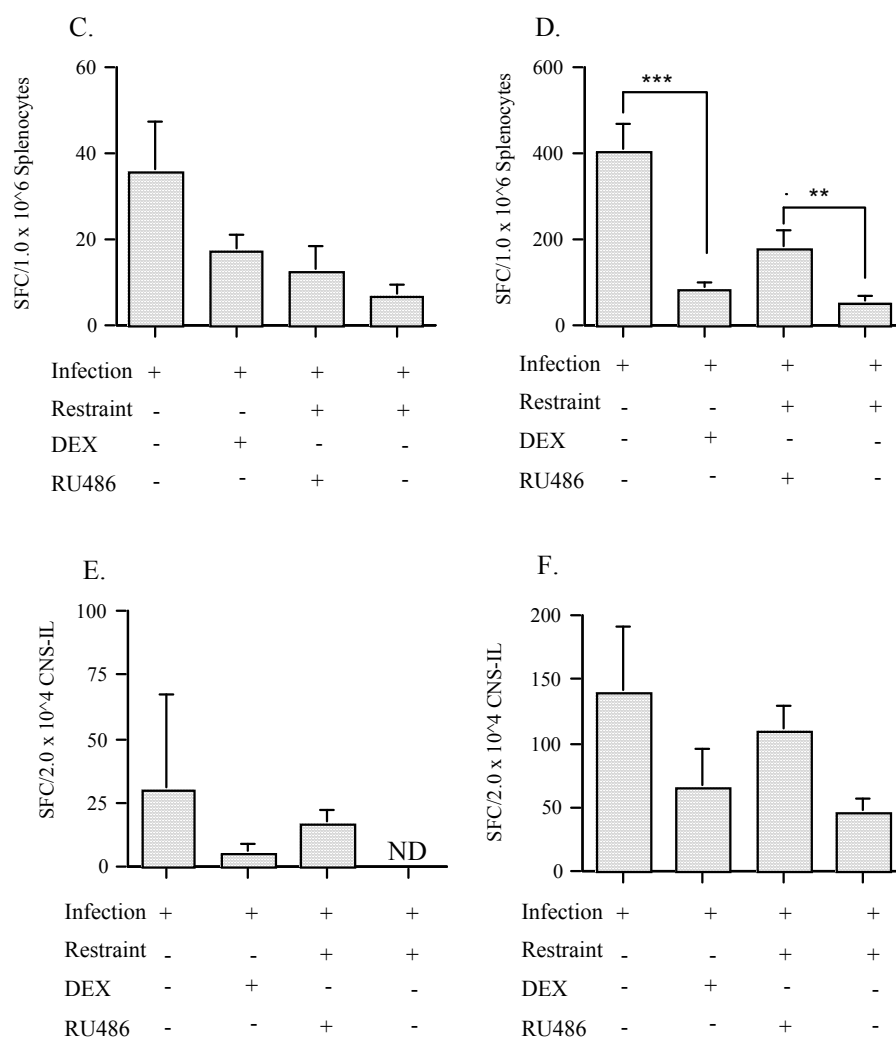 C.
SFC/1.0 x 10^6 Splenocytes
60
40
20
0
Infection + + + +
Restraint - - + +
DEX - + - -
RU486 - - + -
D.
SFC/1.0 x 10^6 Splenocytes
600
400
200
0
***
**
Infection + + + +
Restraint - - + +
DEX - + - -
RU486 - - + -
E.
SFC/2.0 x 10^4 CNS-IL
100
75
50
25
0
ND
Infection + + + +
Restraint - - + +
DEX - + - -
RU486 - - + -
F.
SFC/2.0 x 10^4 CNS-IL
200
150
100
50
0
Infection + + + +
Restraint - - + +
DEX - + - -
RU486 - - + -